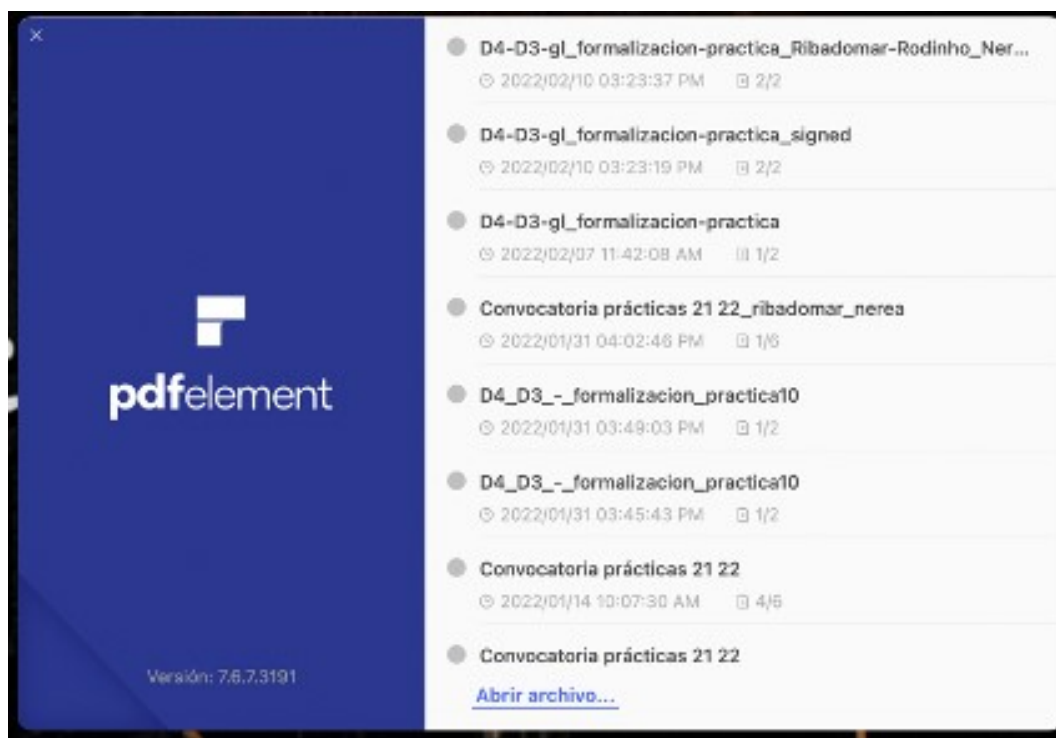 pdfelement
Versión: 7.6.7.3191
D4-D3-gl_formalizacion-practica_Ribadomar-Rodinho_Ner...
2022/02/10 03:23:37 PM 2/2
D4-D3-gl_formalizacion-practica_signed
2022/02/10 03:23:19 PM 2/2
D4-D3-gl_formalizacion-practica
2022/02/07 11:42:08 AM 1/2
Convocatoria prácticas 21 22_ribadomar_nerea
2022/01/31 04:02:46 PM 1/6
D4_D3_-_formalizacion_practica10
2022/01/31 03:49:03 PM 1/2
D4_D3_-_formalizacion_practica10
2022/01/31 03:45:43 PM 1/2
Convocatoria prácticas 21 22
2022/01/14 10:07:30 AM 4/6
Convocatoria prácticas 21 22
Abrir archivo...